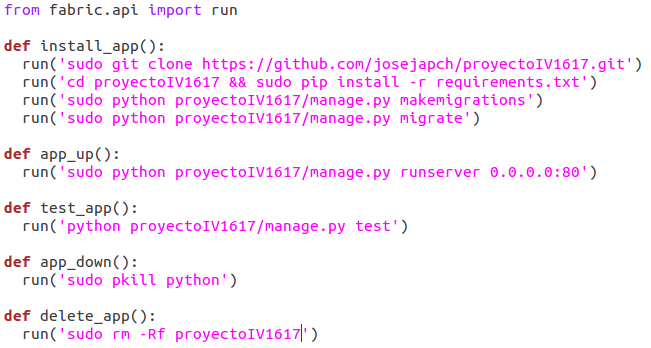 from fabric.api import run

def install_app():
  run('sudo git clone https://github.com/josejapch/proyectoIV1617.git')
  run('cd proyectoIV1617 && sudo pip install -r requirements.txt')
  run('sudo python proyectoIV1617/manage.py makemigrations')
  run('sudo python proyectoIV1617/manage.py migrate')

def app_up():
  run('sudo python proyectoIV1617/manage.py runserver 0.0.0.0:80')

def test_app():
  run('python proyectoIV1617/manage.py test')

def app_down():
  run('sudo pkill python')

def delete_app():
  run('sudo rm -Rf proyectoIV1617')